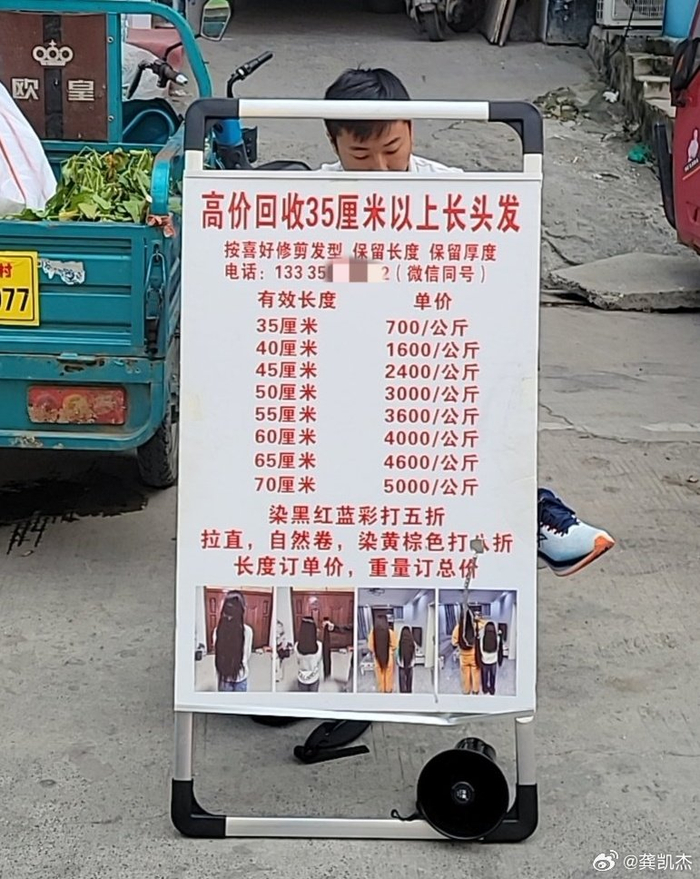 欧 皇
村
077
高价回收35厘米以上长头发
按喜好修剪发型 保留长度 保留厚度
电话：133 35 2（微信同号）
有效长度 单价
35厘米 700/公斤
40厘米 1600/公斤
45厘米 2400/公斤
50厘米 3000/公斤
55厘米 3600/公斤
60厘米 4000/公斤
65厘米 4600/公斤
70厘米 5000/公斤
染黑红蓝彩打五折
拉直，自然卷，染黄棕色打八折
长度订单价，重量订总价
@龚凯杰